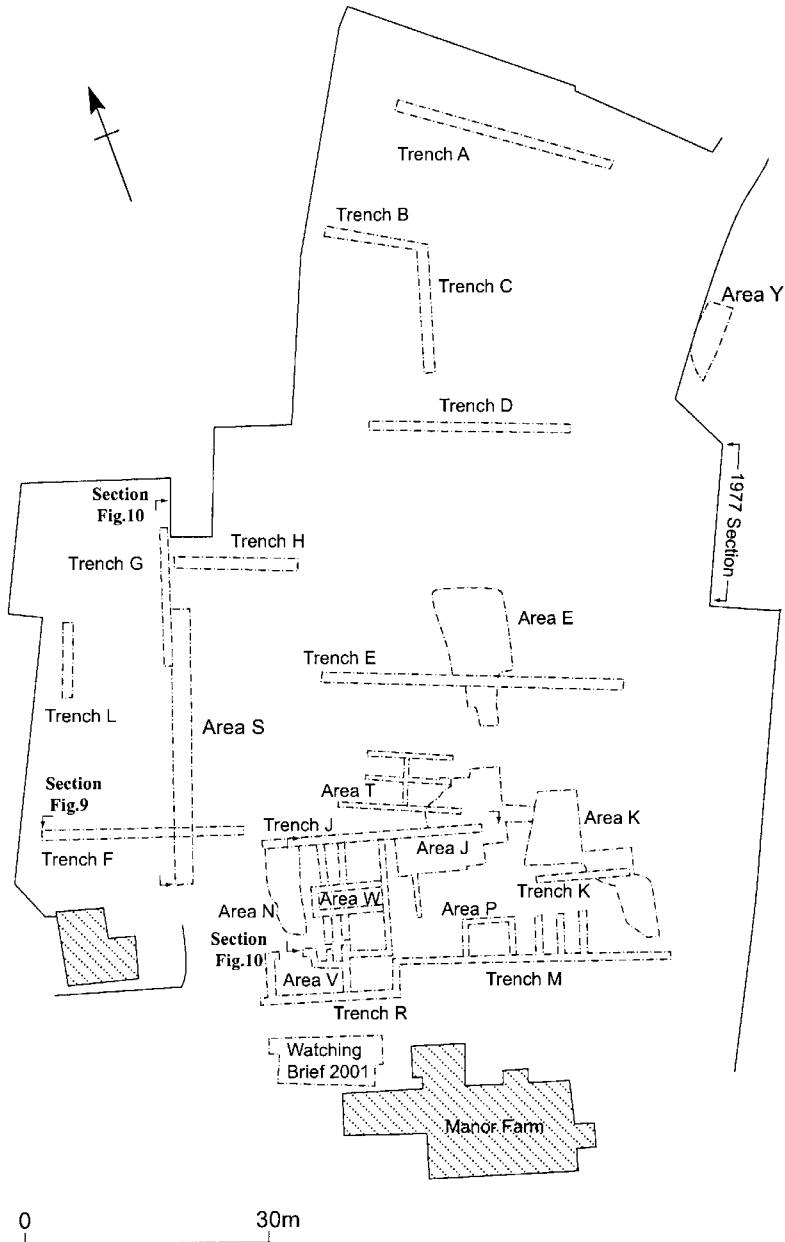 Trench A
Trench B
Trench C
Area Y
Trench D
1977 Section
Section
Fig.10
Trench H
Trench G
Area E
Trench E
Trench L
Area S
Section
Fig.9
Area T
Trench J
Area K
Trench F
Area J
Trench K
Area W
Area N
Area P
Section
Fig.10
Area V
Trench M
Trench R
Watching
Brief 2001
Manor Farm
0
30m